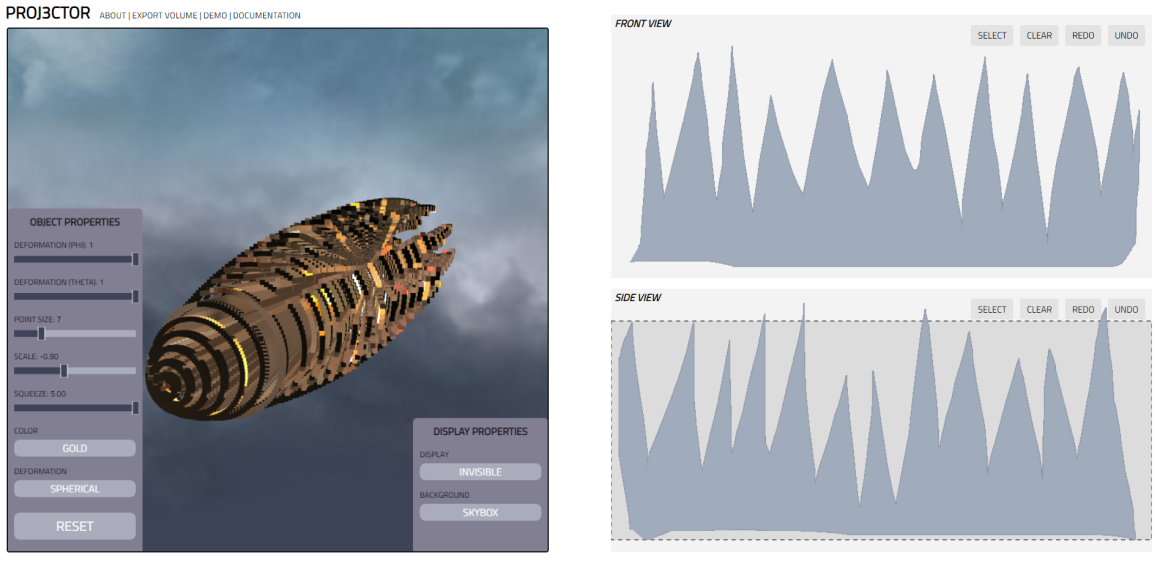 PROJ3CTOR ABOUT | EXPORT VOLUME | DEMO | DOCUMENTATION
OBJECT PROPERTIES
DEFORMATION (PHI): 1
DEFORMATION (THETA): 1
POINT SIZE: 7
SCALE: -0.90
SQUEEZE: 5.00
COLOR
GOLD
DEFORMATION
SPHERICAL
RESET
DISPLAY PROPERTIES
DISPLAY
INVISIBLE
BACKGROUND
SKYBOX
FRONT VIEW
SELECT CLEAR REDO UNDO
SIDE VIEW
SELECT CLEAR REDO UNDO